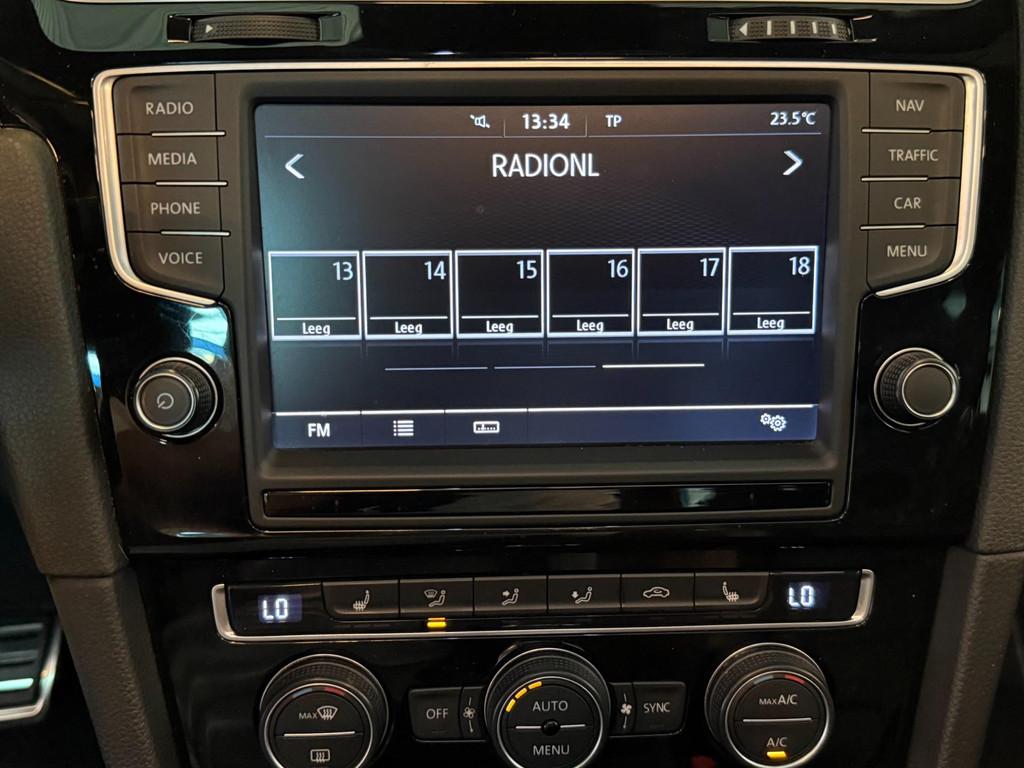 RADIO
MEDIA
PHONE
VOICE
13:34 TP 23.5°C
RADIONL
13 14 15 16 17 18
Leeg Leeg Leeg Leeg Leeg Leeg
FM
NAV
TRAFFIC
CAR
MENU
LO LO
MAX
OFF
AUTO
MENU
SYNC
MAX A/C
A/C